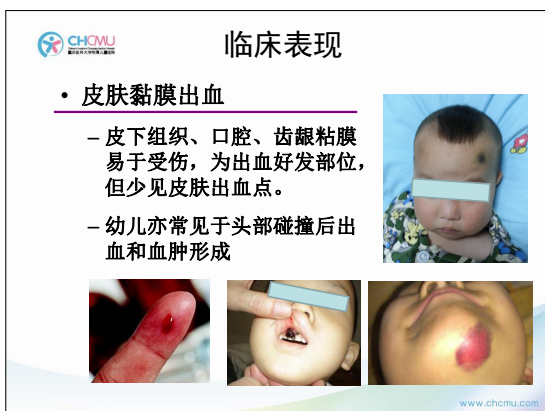 CHCMU
临床表现
• 皮肤黏膜出血
– 皮下组织、口腔、齿龈粘膜
易于受伤，为出血好发部位，
但少见皮肤出血点。
– 幼儿亦常见于头部碰撞后出
血和血肿形成
www.chcmu.com